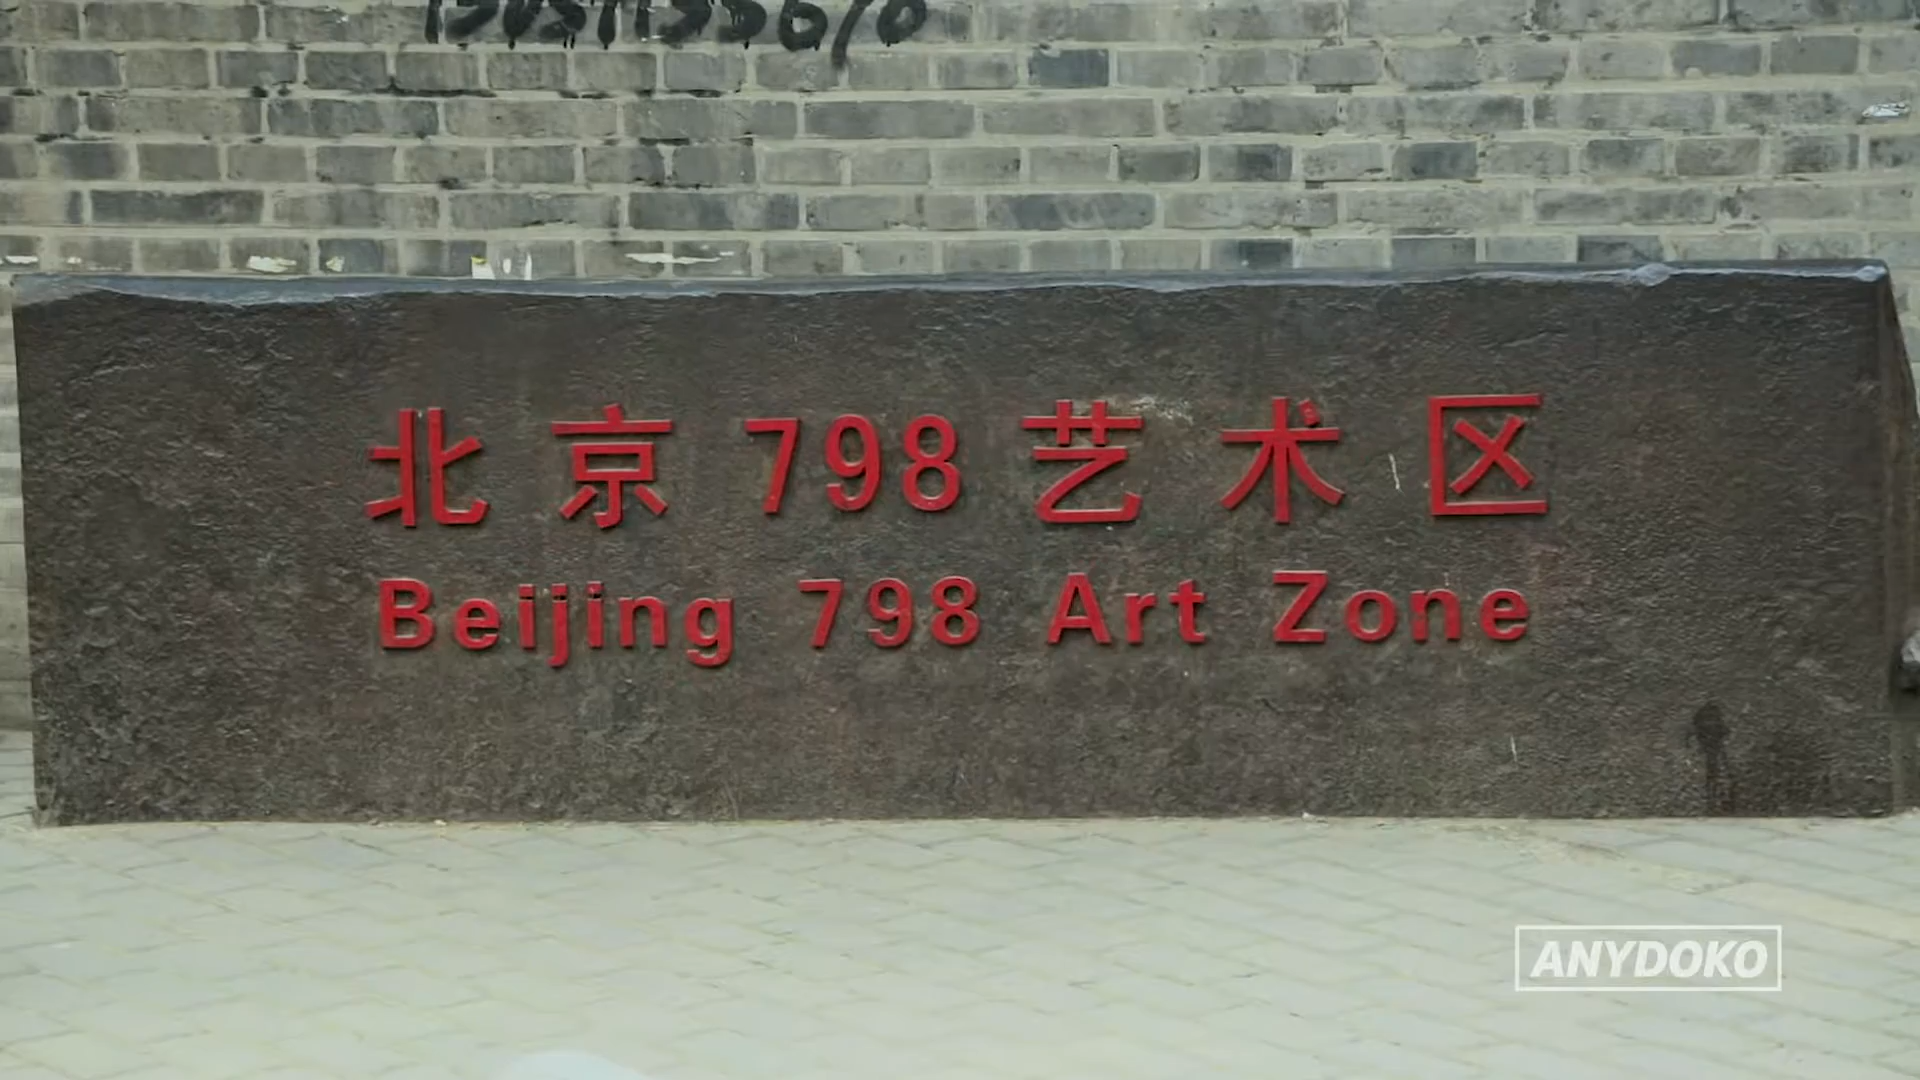 北京798艺术区
Beijing 798 Art Zone
ANYDOKO